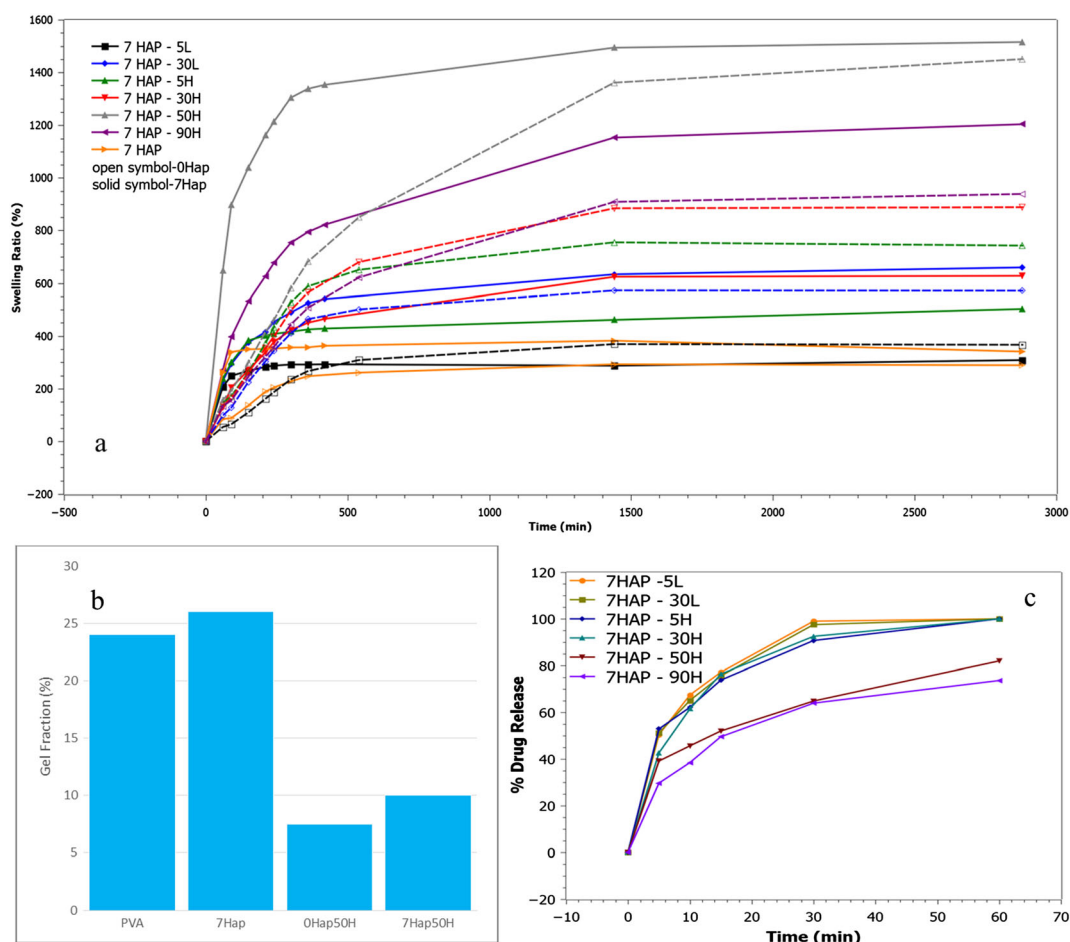 1600
1400
1200
1000
800
600
400
200
0
−200
Swelling Ratio (%)
7 HAP - 5L
7 HAP - 30L
7 HAP - 5H
7 HAP - 30H
7 HAP - 50H
7 HAP - 90H
7 HAP
open symbol-0Hap
solid symbol-7Hap
a
−500 0 500 1000 1500 2000 2500 3000
Time (min)
b
30
25
20
15
10
5
0
Gel Fraction (%)
PVA 7Hap 0Hap50H 7Hap50H
c
120
100
80
60
40
20
0
−20
% Drug Release
7HAP -5L
7HAP - 30L
7HAP - 5H
7HAP - 30H
7HAP - 50H
7HAP - 90H
−10 0 10 20 30 40 50 60 70
Time (min)